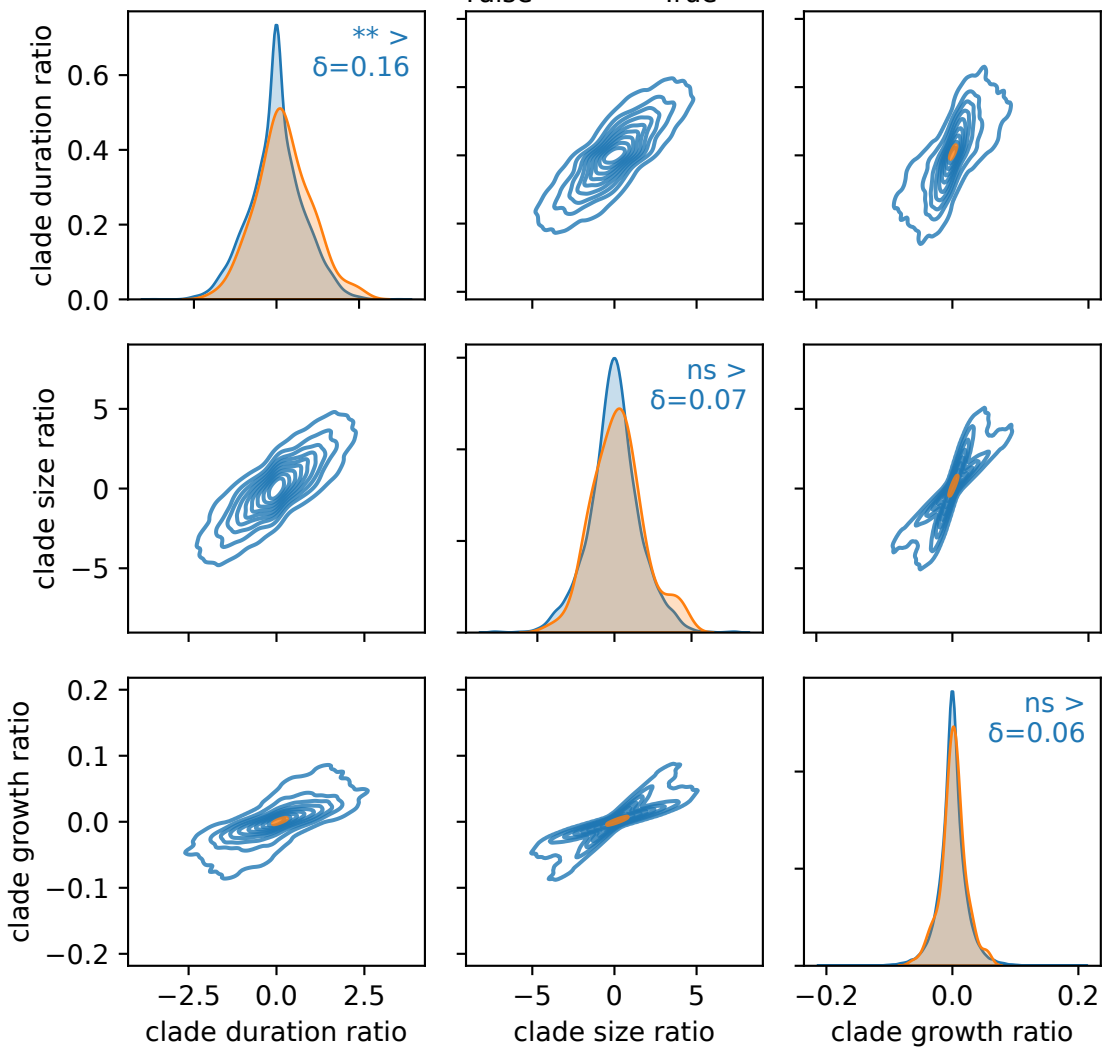 clade duration ratio
0.6
0.4
0.2
0.0
** >
δ=0.16
clade size ratio
5
0
−5
ns >
δ=0.07
clade growth ratio
0.2
0.1
0.0
−0.1
−0.2
ns >
δ=0.06
−2.5 0.0 2.5
clade duration ratio
−5 0 5
clade size ratio
−0.2 0.0 0.2
clade growth ratio